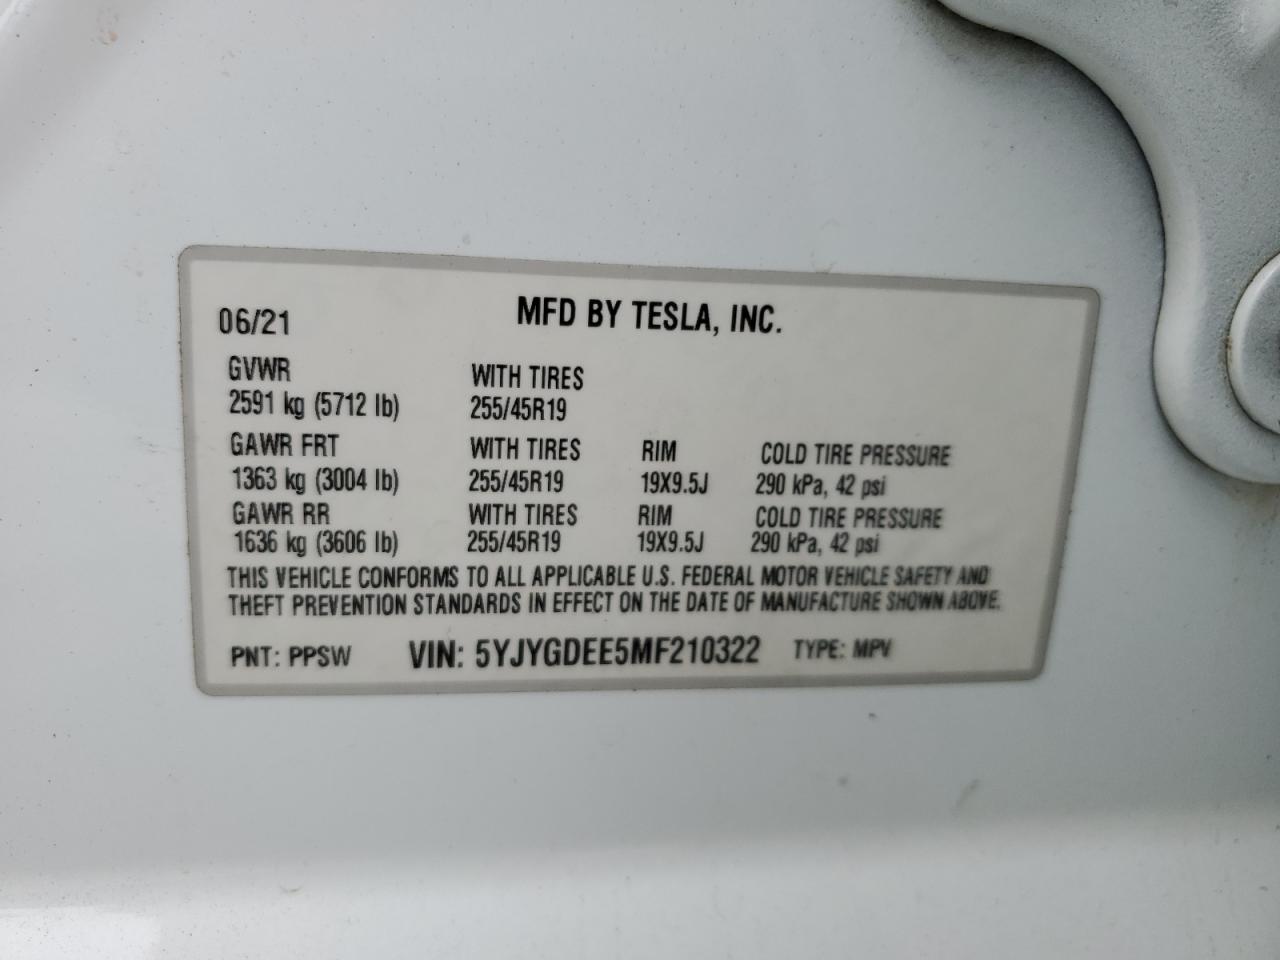 06/21 MFD BY TESLA, INC.
GVWR WITH TIRES
2591 kg (5712 lb) 255/45R19
GAWR FRT WITH TIRES RIM COLD TIRE PRESSURE
1363 kg (3004 lb) 255/45R19 19X9.5J 290 kPa, 42 psi
GAWR RR WITH TIRES RIM COLD TIRE PRESSURE
1636 kg (3606 lb) 255/45R19 19X9.5J 290 kPa, 42 psi
THIS VEHICLE CONFORMS TO ALL APPLICABLE U.S. FEDERAL MOTOR VEHICLE SAFETY AND
THEFT PREVENTION STANDARDS IN EFFECT ON THE DATE OF MANUFACTURE SHOWN ABOVE.
PNT: PPSW VIN: 5YJYGDEE5MF210322 TYPE: MPV